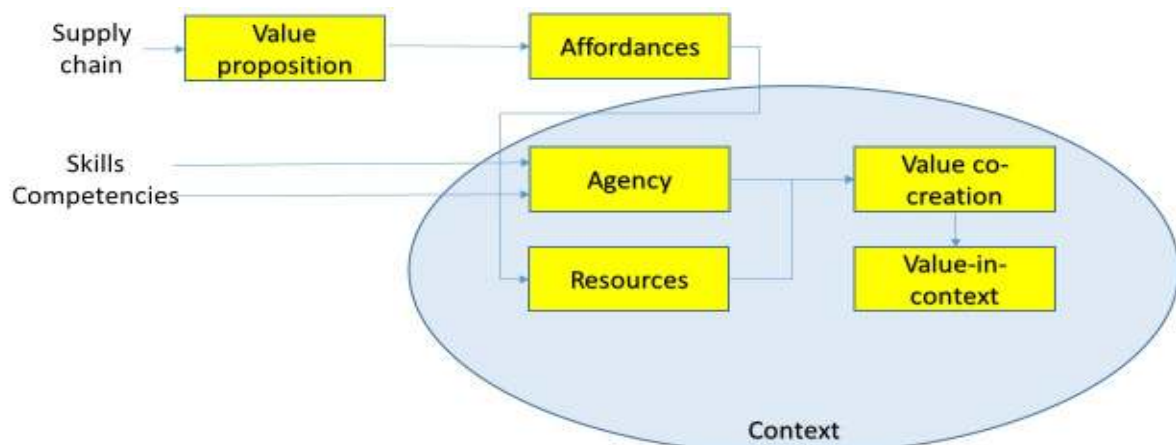 Supply
chain
Value
proposition
Affordances
Skills
Competencies
Agency
Value co-
creation
Resources
Value-in-
context
Context